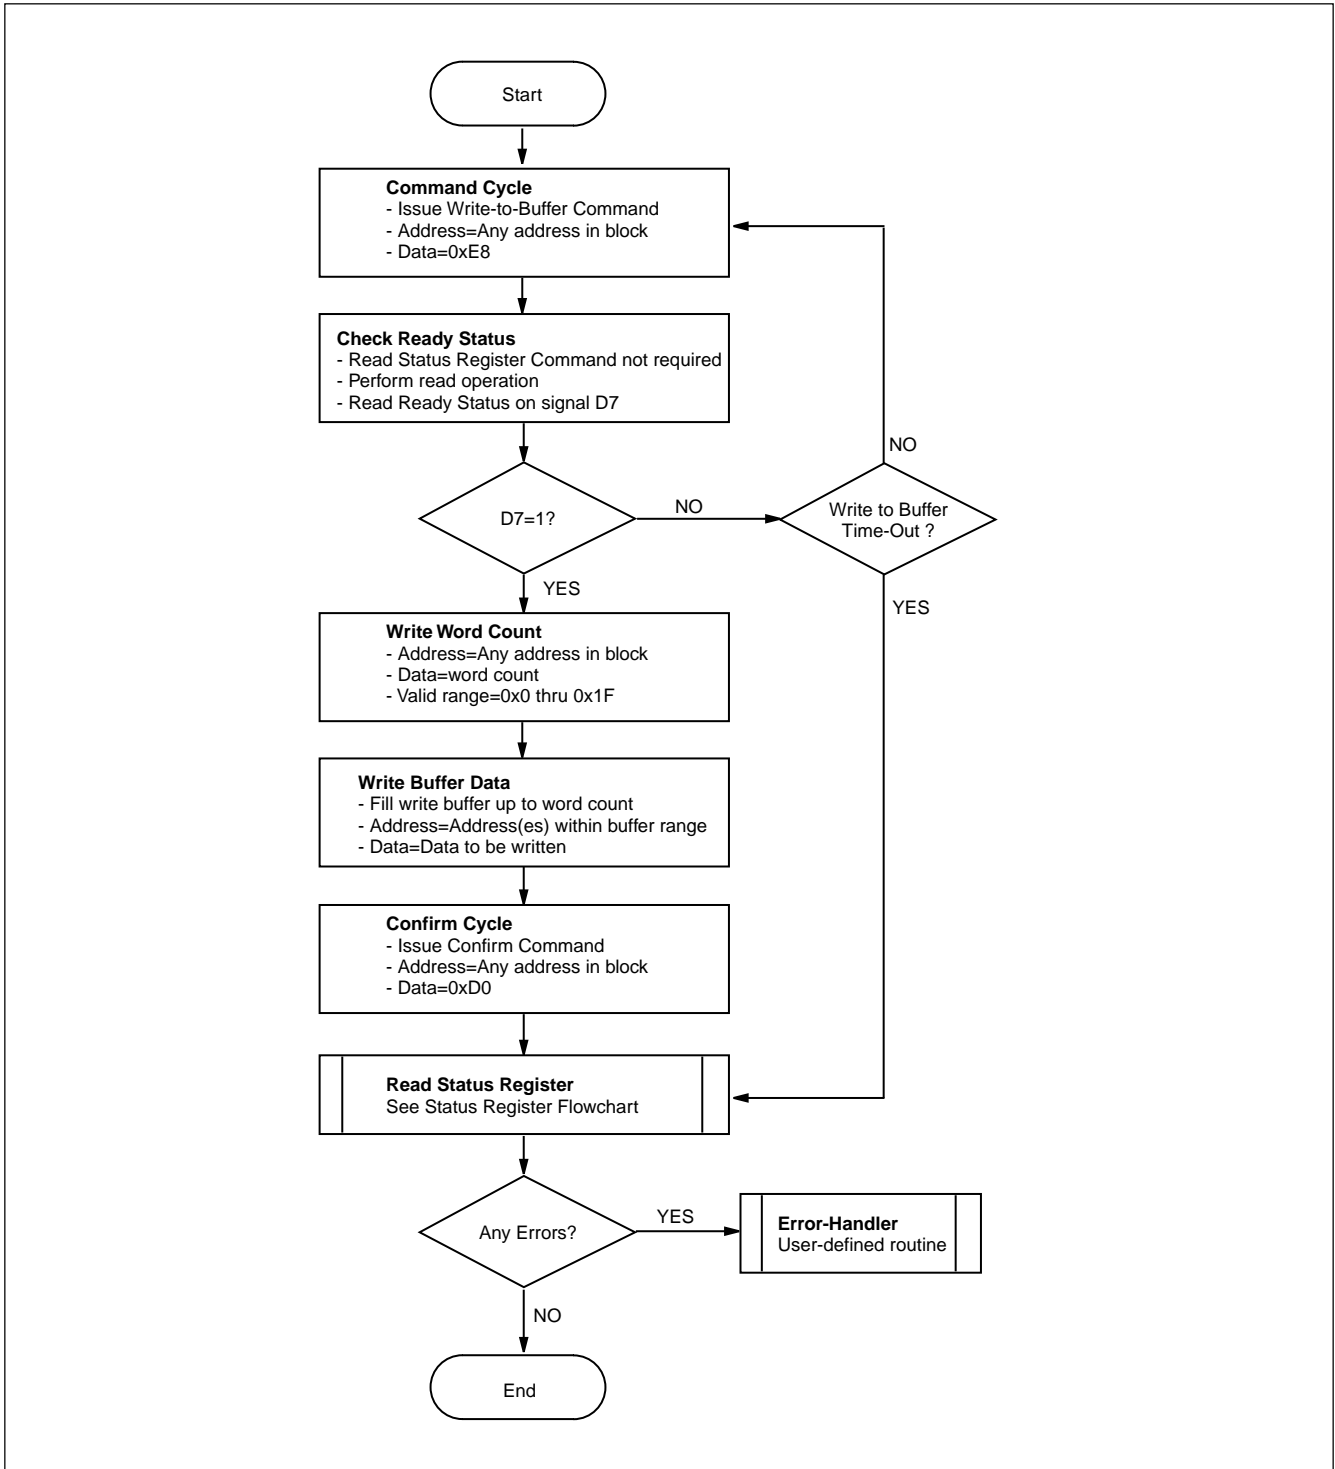 Start
Command Cycle
- Issue Write-to-Buffer Command
- Address=Any address in block
- Data=0xE8
Check Ready Status
- Read Status Register Command not required
- Perform read operation
- Read Ready Status on signal D7
NO
D7=1?
NO
Write to Buffer
Time-Out ?
YES
YES
Write Word Count
- Address=Any address in block
- Data=word count
- Valid range=0x0 thru 0x1F
Write Buffer Data
- Fill write buffer up to word count
- Address=Address(es) within buffer range
- Data=Data to be written
Confirm Cycle
- Issue Confirm Command
- Address=Any address in block
- Data=0xD0
Read Status Register
See Status Register Flowchart
Any Errors?
YES
Error-Handler
User-defined routine
NO
End